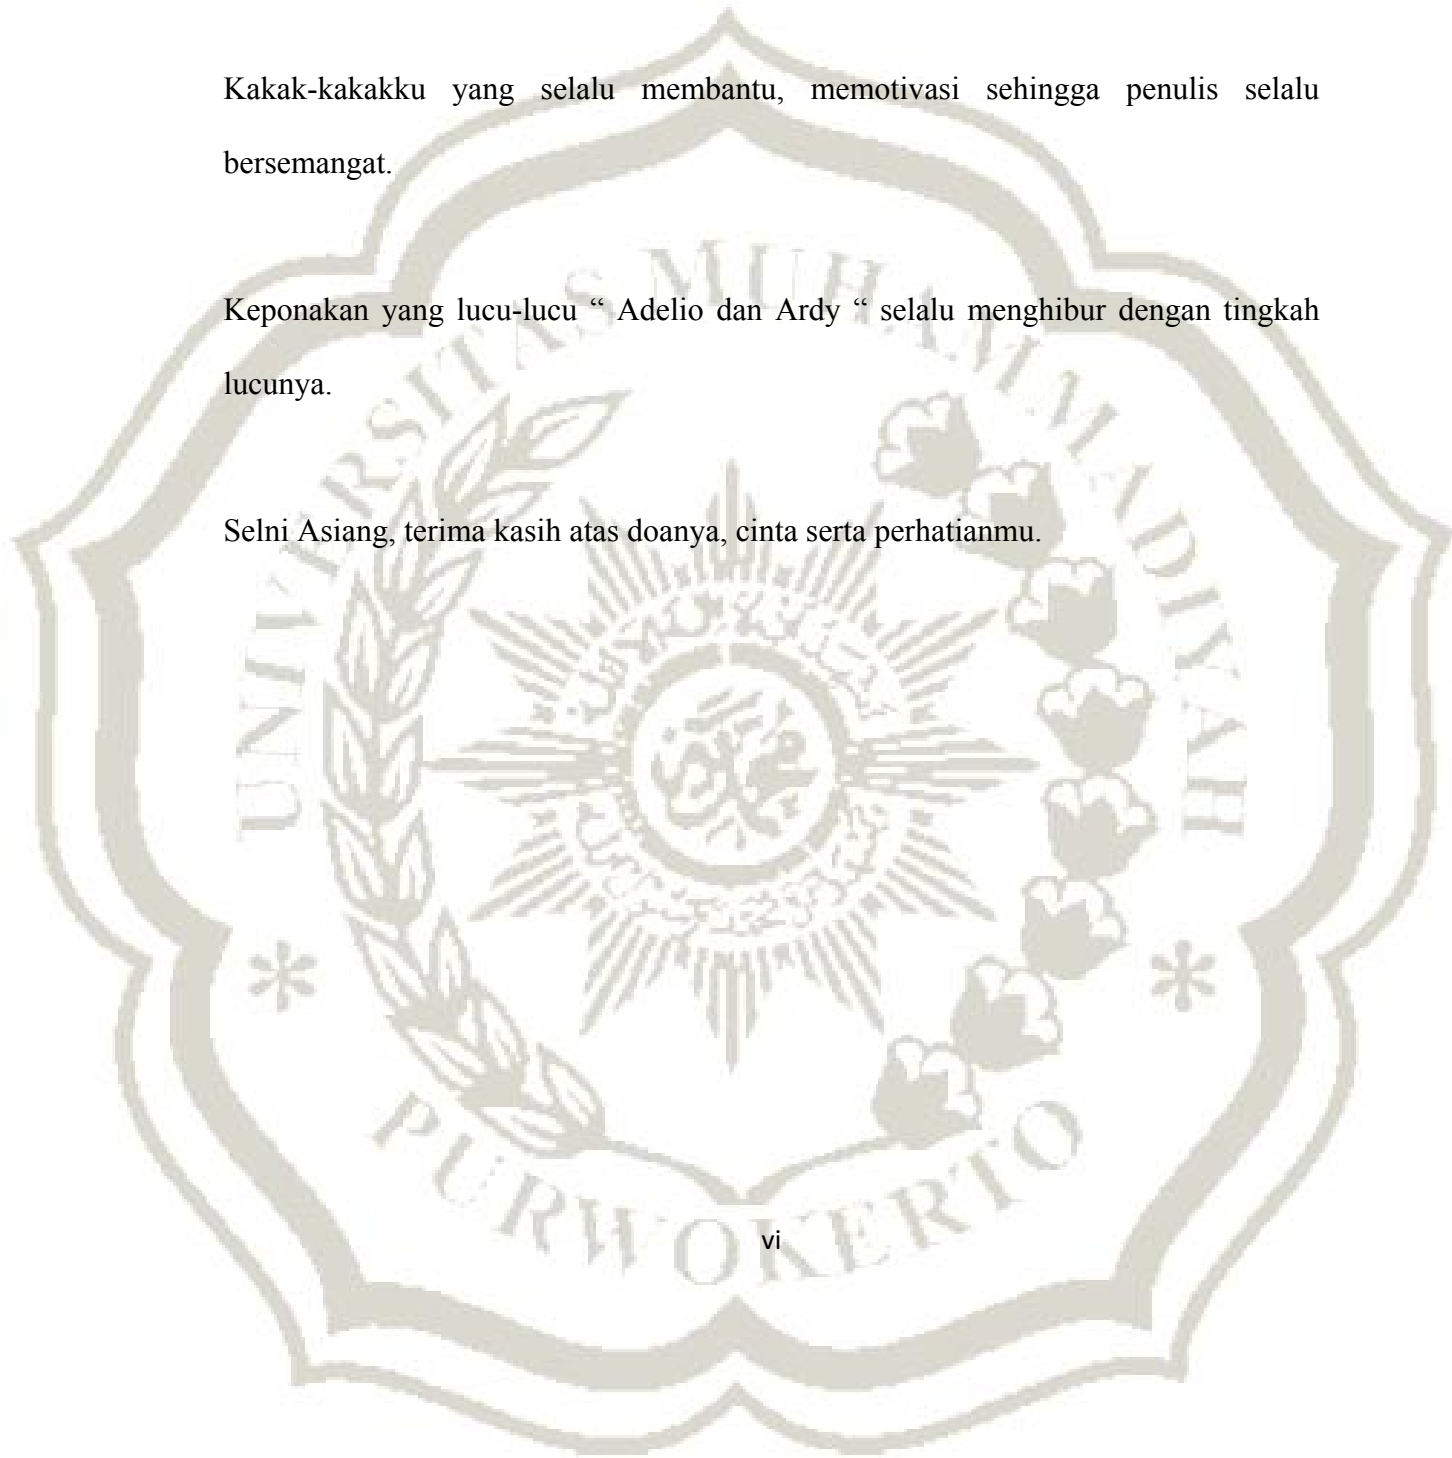 Kakak-kakakku yang selalu membantu, memotivasi sehingga penulis selalu
bersemangat.
Keponakan yang lucu-lucu “ Adelio dan Ardy “ selalu menghibur dengan tingkah
lucunya.
Selni Asiang, terima kasih atas doanya, cinta serta perhatianmu.
UNIVERSITAS MUHAMMADIYAH
PURWOKERTO
vi